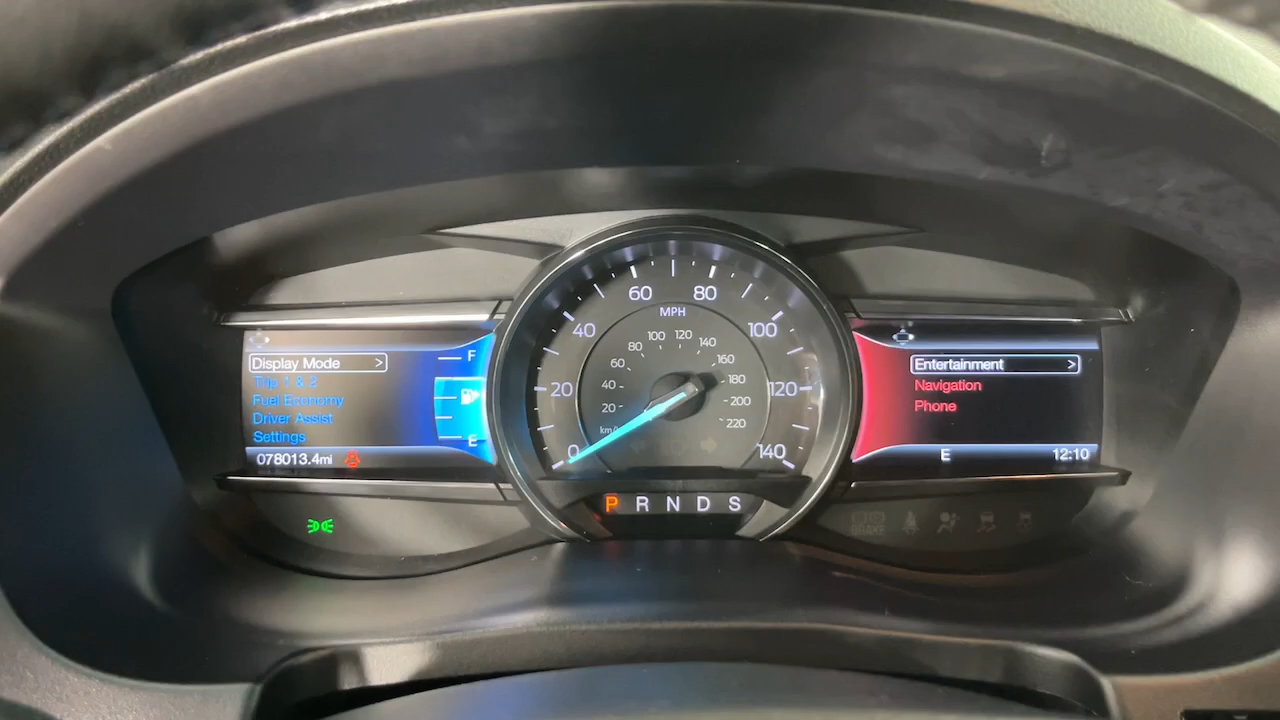 Display Mode >
Trip 1 & 2
Fuel Economy
Driver Assist
Settings
078013.4mi
F
E
0
20
40
60
80
100
120
140
MPH
20
40
60
80
100
120
140
160
180
200
220
P R N D S
Entertainment >
Navigation
Phone
E
12:10